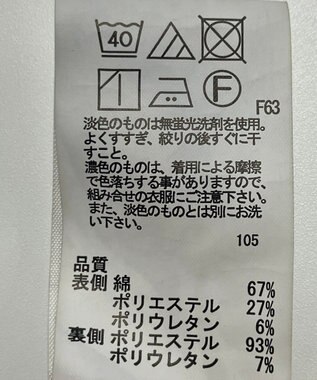 40
F
F63
淡色のものは無蛍光洗剤を使用。
よくすすぎ、絞りの後すぐに干
すこと。
濃色のものは、着用による摩擦
で色落ちする事がありますので、
組み合せの衣服にご注意下さい。
また、淡色のものとは別にお洗
い下さい。
105
品質
表側 綿 67%
ポリエステル 27%
ポリウレタン 6%
裏側 ポリエステル 93%
ポリウレタン 7%